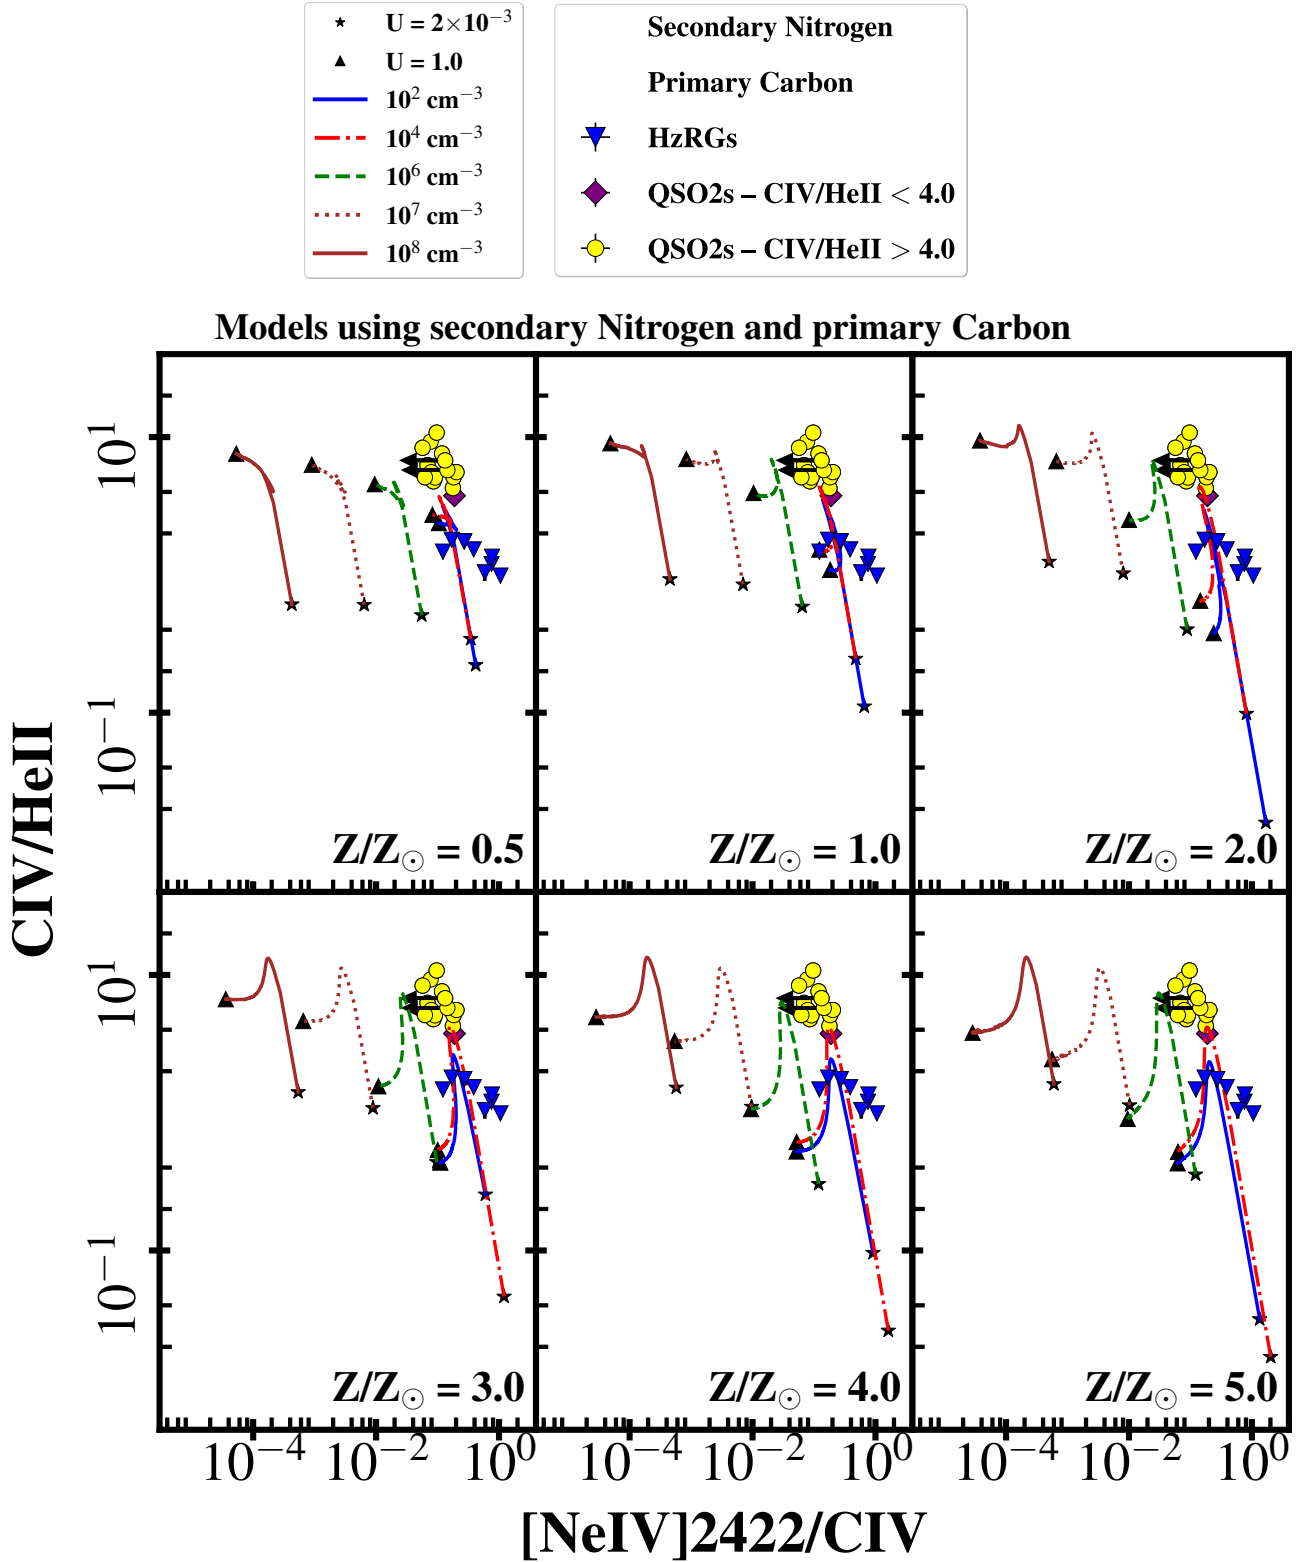 U = 2×10⁻³
U = 1.0
10² cm⁻³
10⁴ cm⁻³
10⁶ cm⁻³
10⁷ cm⁻³
10⁸ cm⁻³
Secondary Nitrogen
Primary Carbon
HzRGs
QSO2s – CIV/HeII < 4.0
QSO2s – CIV/HeII > 4.0
Models using secondary Nitrogen and primary Carbon
CIV/HeII
10¹
10⁻¹
Z/Z☉ = 0.5
Z/Z☉ = 1.0
Z/Z☉ = 2.0
10¹
10⁻¹
Z/Z☉ = 3.0
Z/Z☉ = 4.0
Z/Z☉ = 5.0
10⁻⁴ 10⁻² 10⁰ 10⁻⁴ 10⁻² 10⁰ 10⁻⁴ 10⁻² 10⁰
[NeIV]2422/CIV